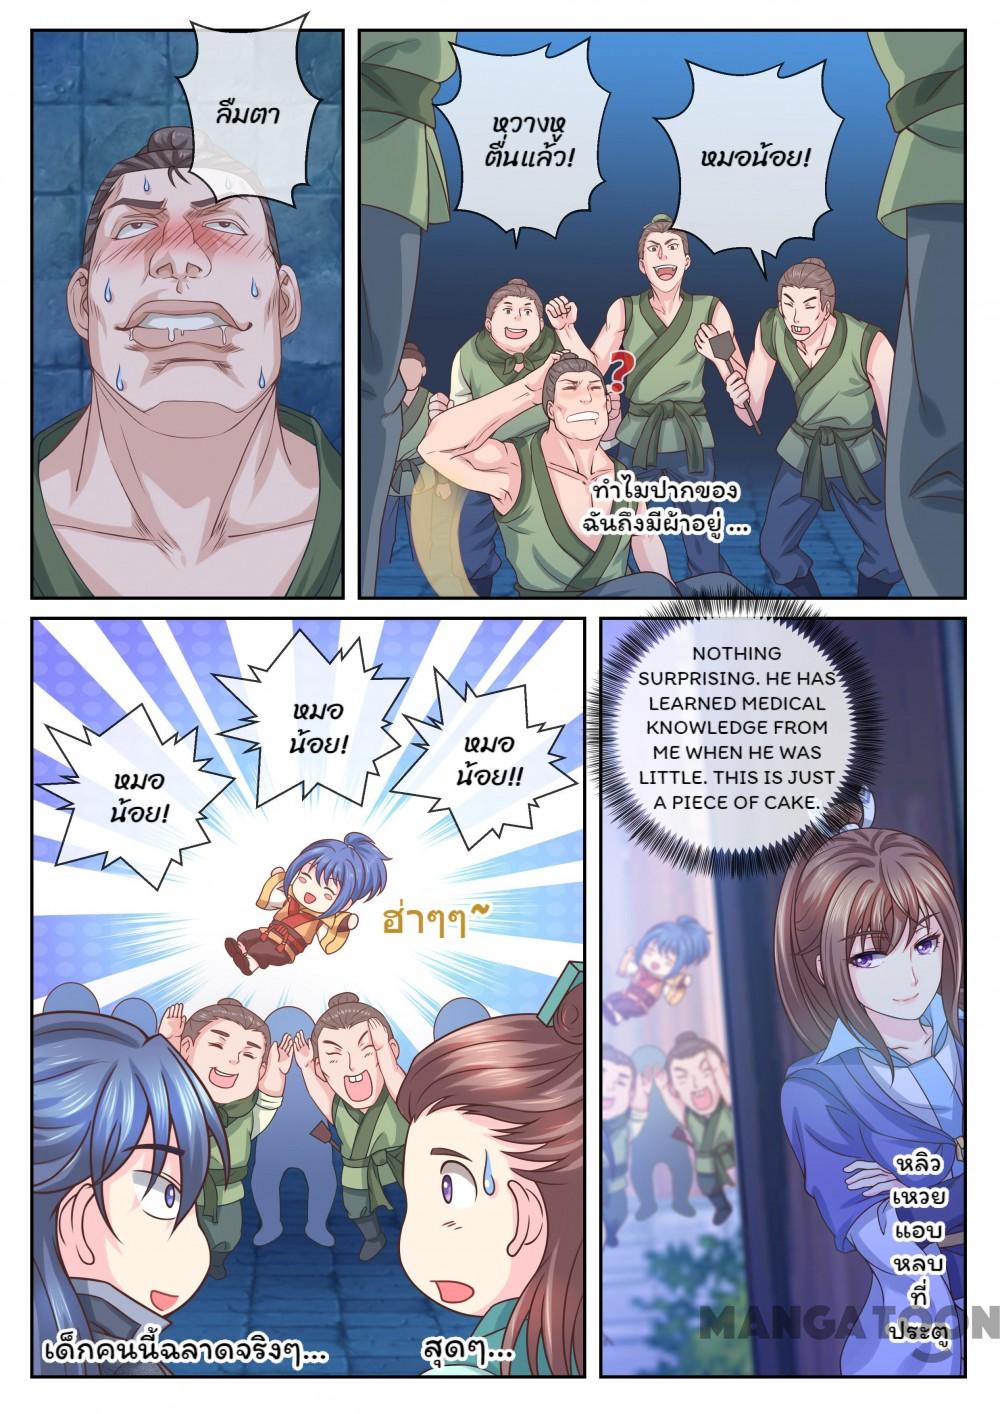 ลืมตา
หวางหู
ตื่นแล้ว!
หมอน้อย!
?
ทำไมปากของ
ฉันถึงมีผ้าอยู่ ...
หมอ
น้อย!
หมอ
น้อย!
หมอ
น้อย!!
ฮ่าๆๆ~
เด็กคนนี้ฉลาดจริงๆ...
สุดๆ...
NOTHING
SURPRISING. HE HAS
LEARNED MEDICAL
KNOWLEDGE FROM
ME WHEN HE WAS
LITTLE. THIS IS JUST
A PIECE OF CAKE.
หลิว
เหวย
แอบ
หลบ
ที่
ประตู
MANGATOON